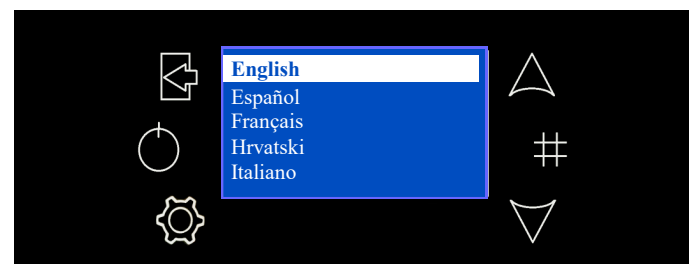 English
Español
Français
Hrvatski
Italiano